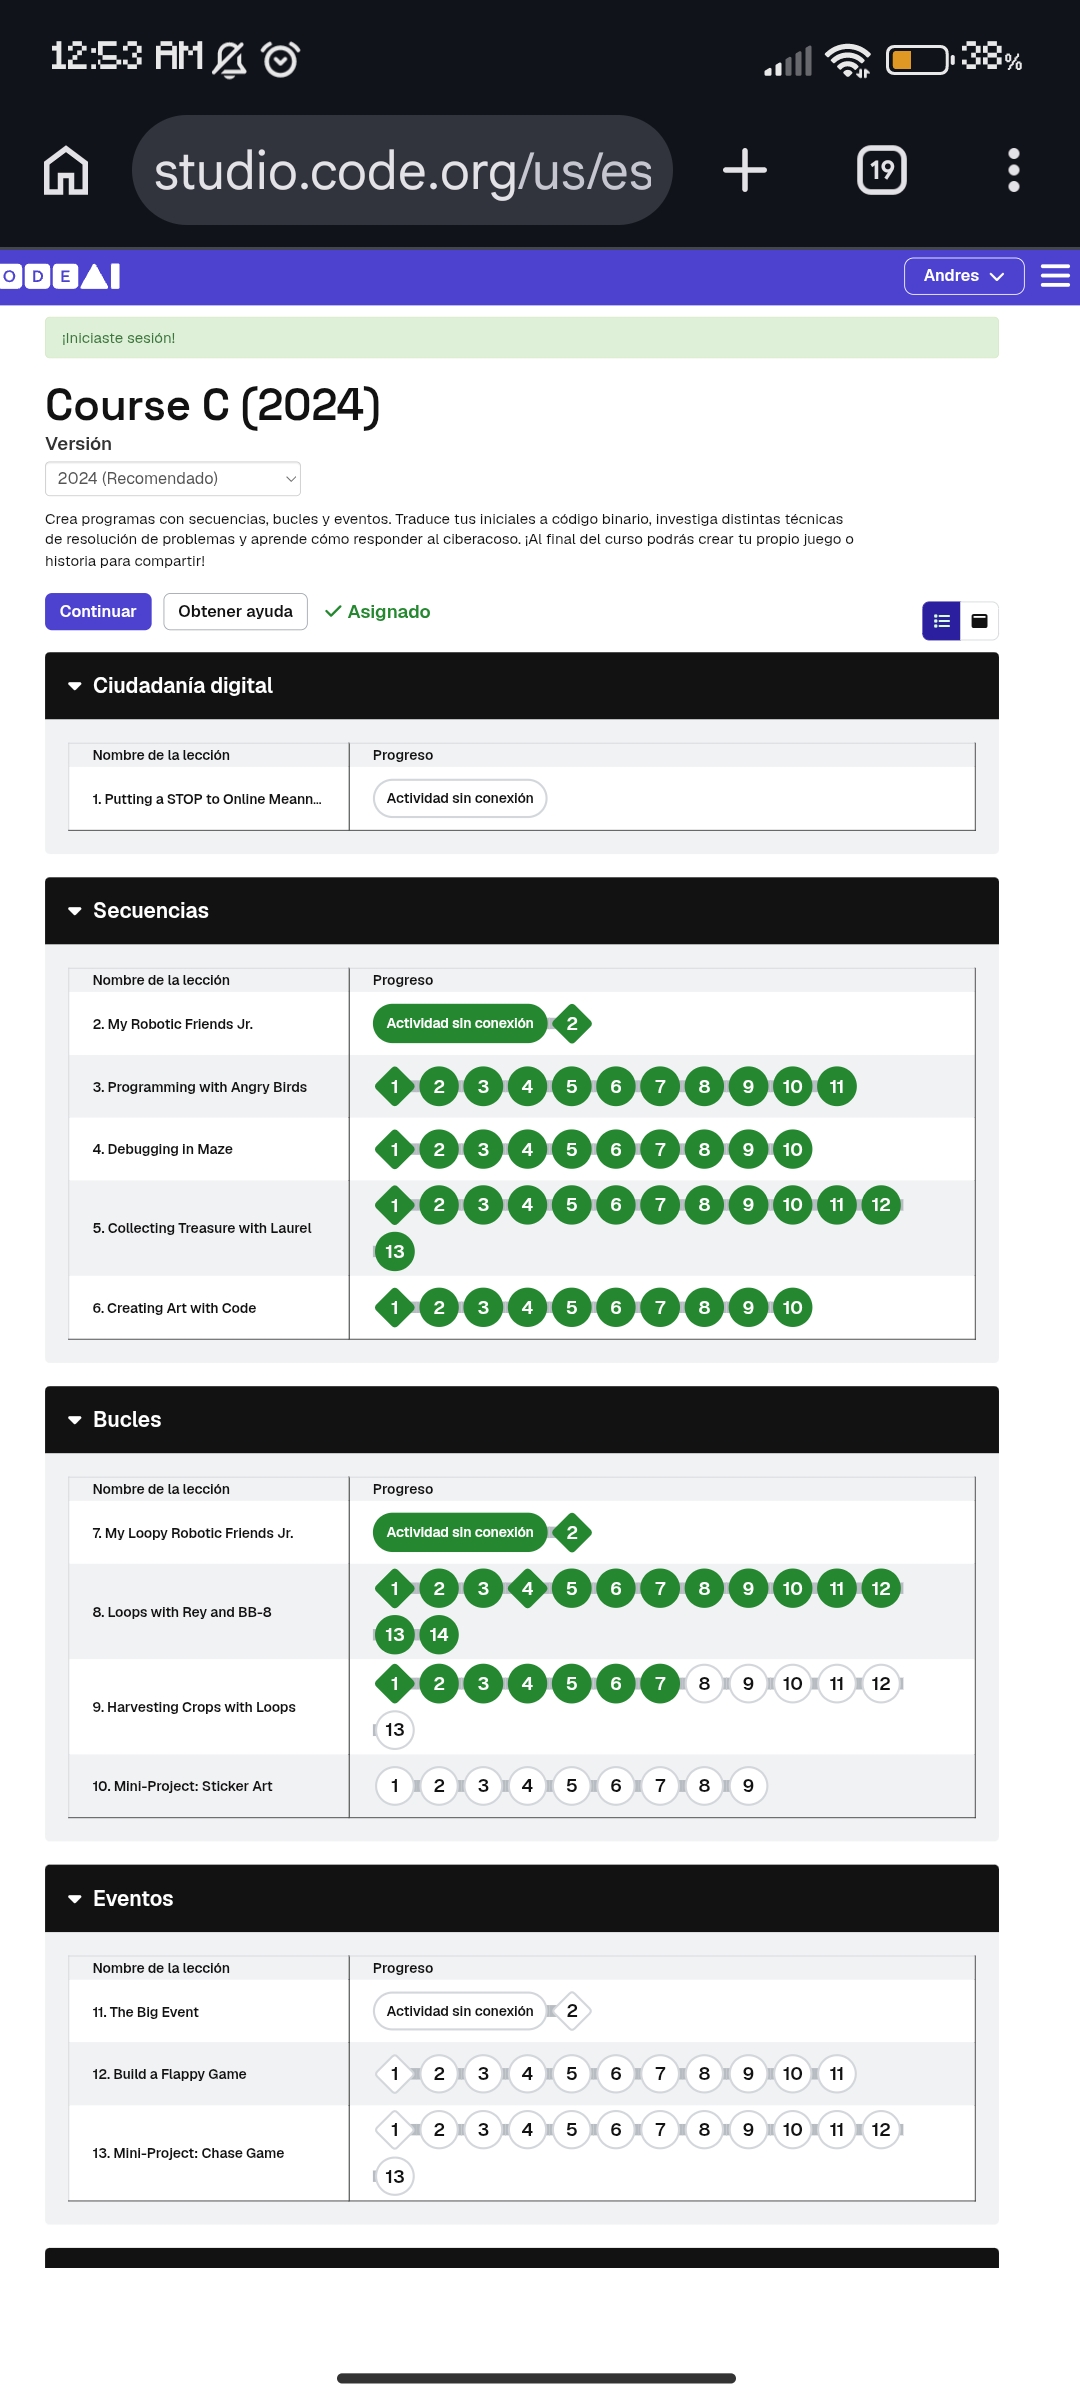 12:53 AM 38%
studio.code.org/us/es 19
ODEAI Andres
¡Iniciaste sesión!
Course C (2024)
Versión
2024 (Recomendado)
Crea programas con secuencias, bucles y eventos. Traduce tus iniciales a código binario, investiga distintas técnicas
de resolución de problemas y aprende cómo responder al ciberacoso. ¡Al final del curso podrás crear tu propio juego o
historia para compartir!
Continuar Obtener ayuda Asignado
Ciudadanía digital
Nombre de la lección Progreso
1. Putting a STOP to Online Meann... Actividad sin conexión
Secuencias
Nombre de la lección Progreso
2. My Robotic Friends Jr. Actividad sin conexión 2
3. Programming with Angry Birds 1 2 3 4 5 6 7 8 9 10 11
4. Debugging in Maze 1 2 3 4 5 6 7 8 9 10
5. Collecting Treasure with Laurel 1 2 3 4 5 6 7 8 9 10 11 12
13
6. Creating Art with Code 1 2 3 4 5 6 7 8 9 10
Bucles
Nombre de la lección Progreso
7. My Loopy Robotic Friends Jr. Actividad sin conexión 2
8. Loops with Rey and BB-8 1 2 3 4 5 6 7 8 9 10 11 12
13 14
9. Harvesting Crops with Loops 1 2 3 4 5 6 7 8 9 10 11 12
13
10. Mini-Project: Sticker Art 1 2 3 4 5 6 7 8 9
Eventos
Nombre de la lección Progreso
11. The Big Event Actividad sin conexión 2
12. Build a Flappy Game 1 2 3 4 5 6 7 8 9 10 11
13. Mini-Project: Chase Game 1 2 3 4 5 6 7 8 9 10 11 12
13